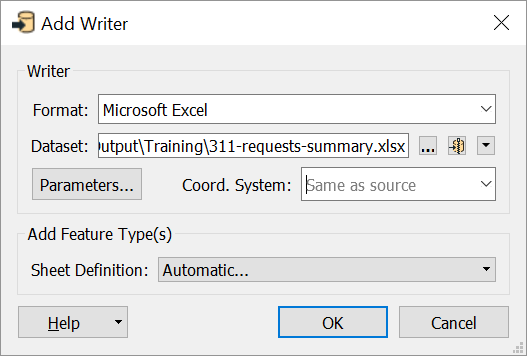 Add Writer
Writer
Format: Microsoft Excel
Dataset: Output\Training\311-requests-summary.xlsx ...
Parameters... Coord. System: Same as source
Add Feature Type(s)
Sheet Definition: Automatic...
Help OK Cancel